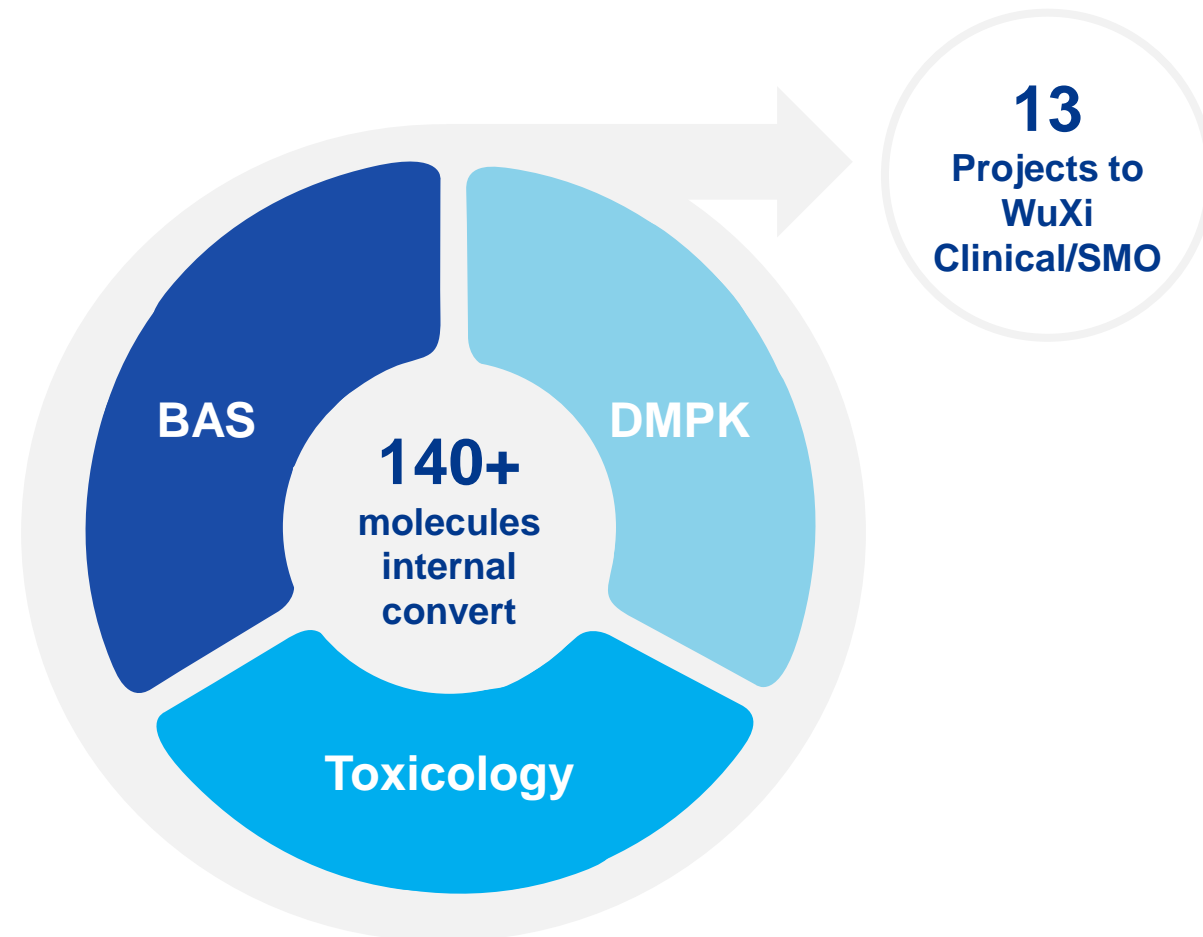 13
Projects to
WuXi
Clinical/SMO
BAS
DMPK
140+
molecules
internal
convert
Toxicology